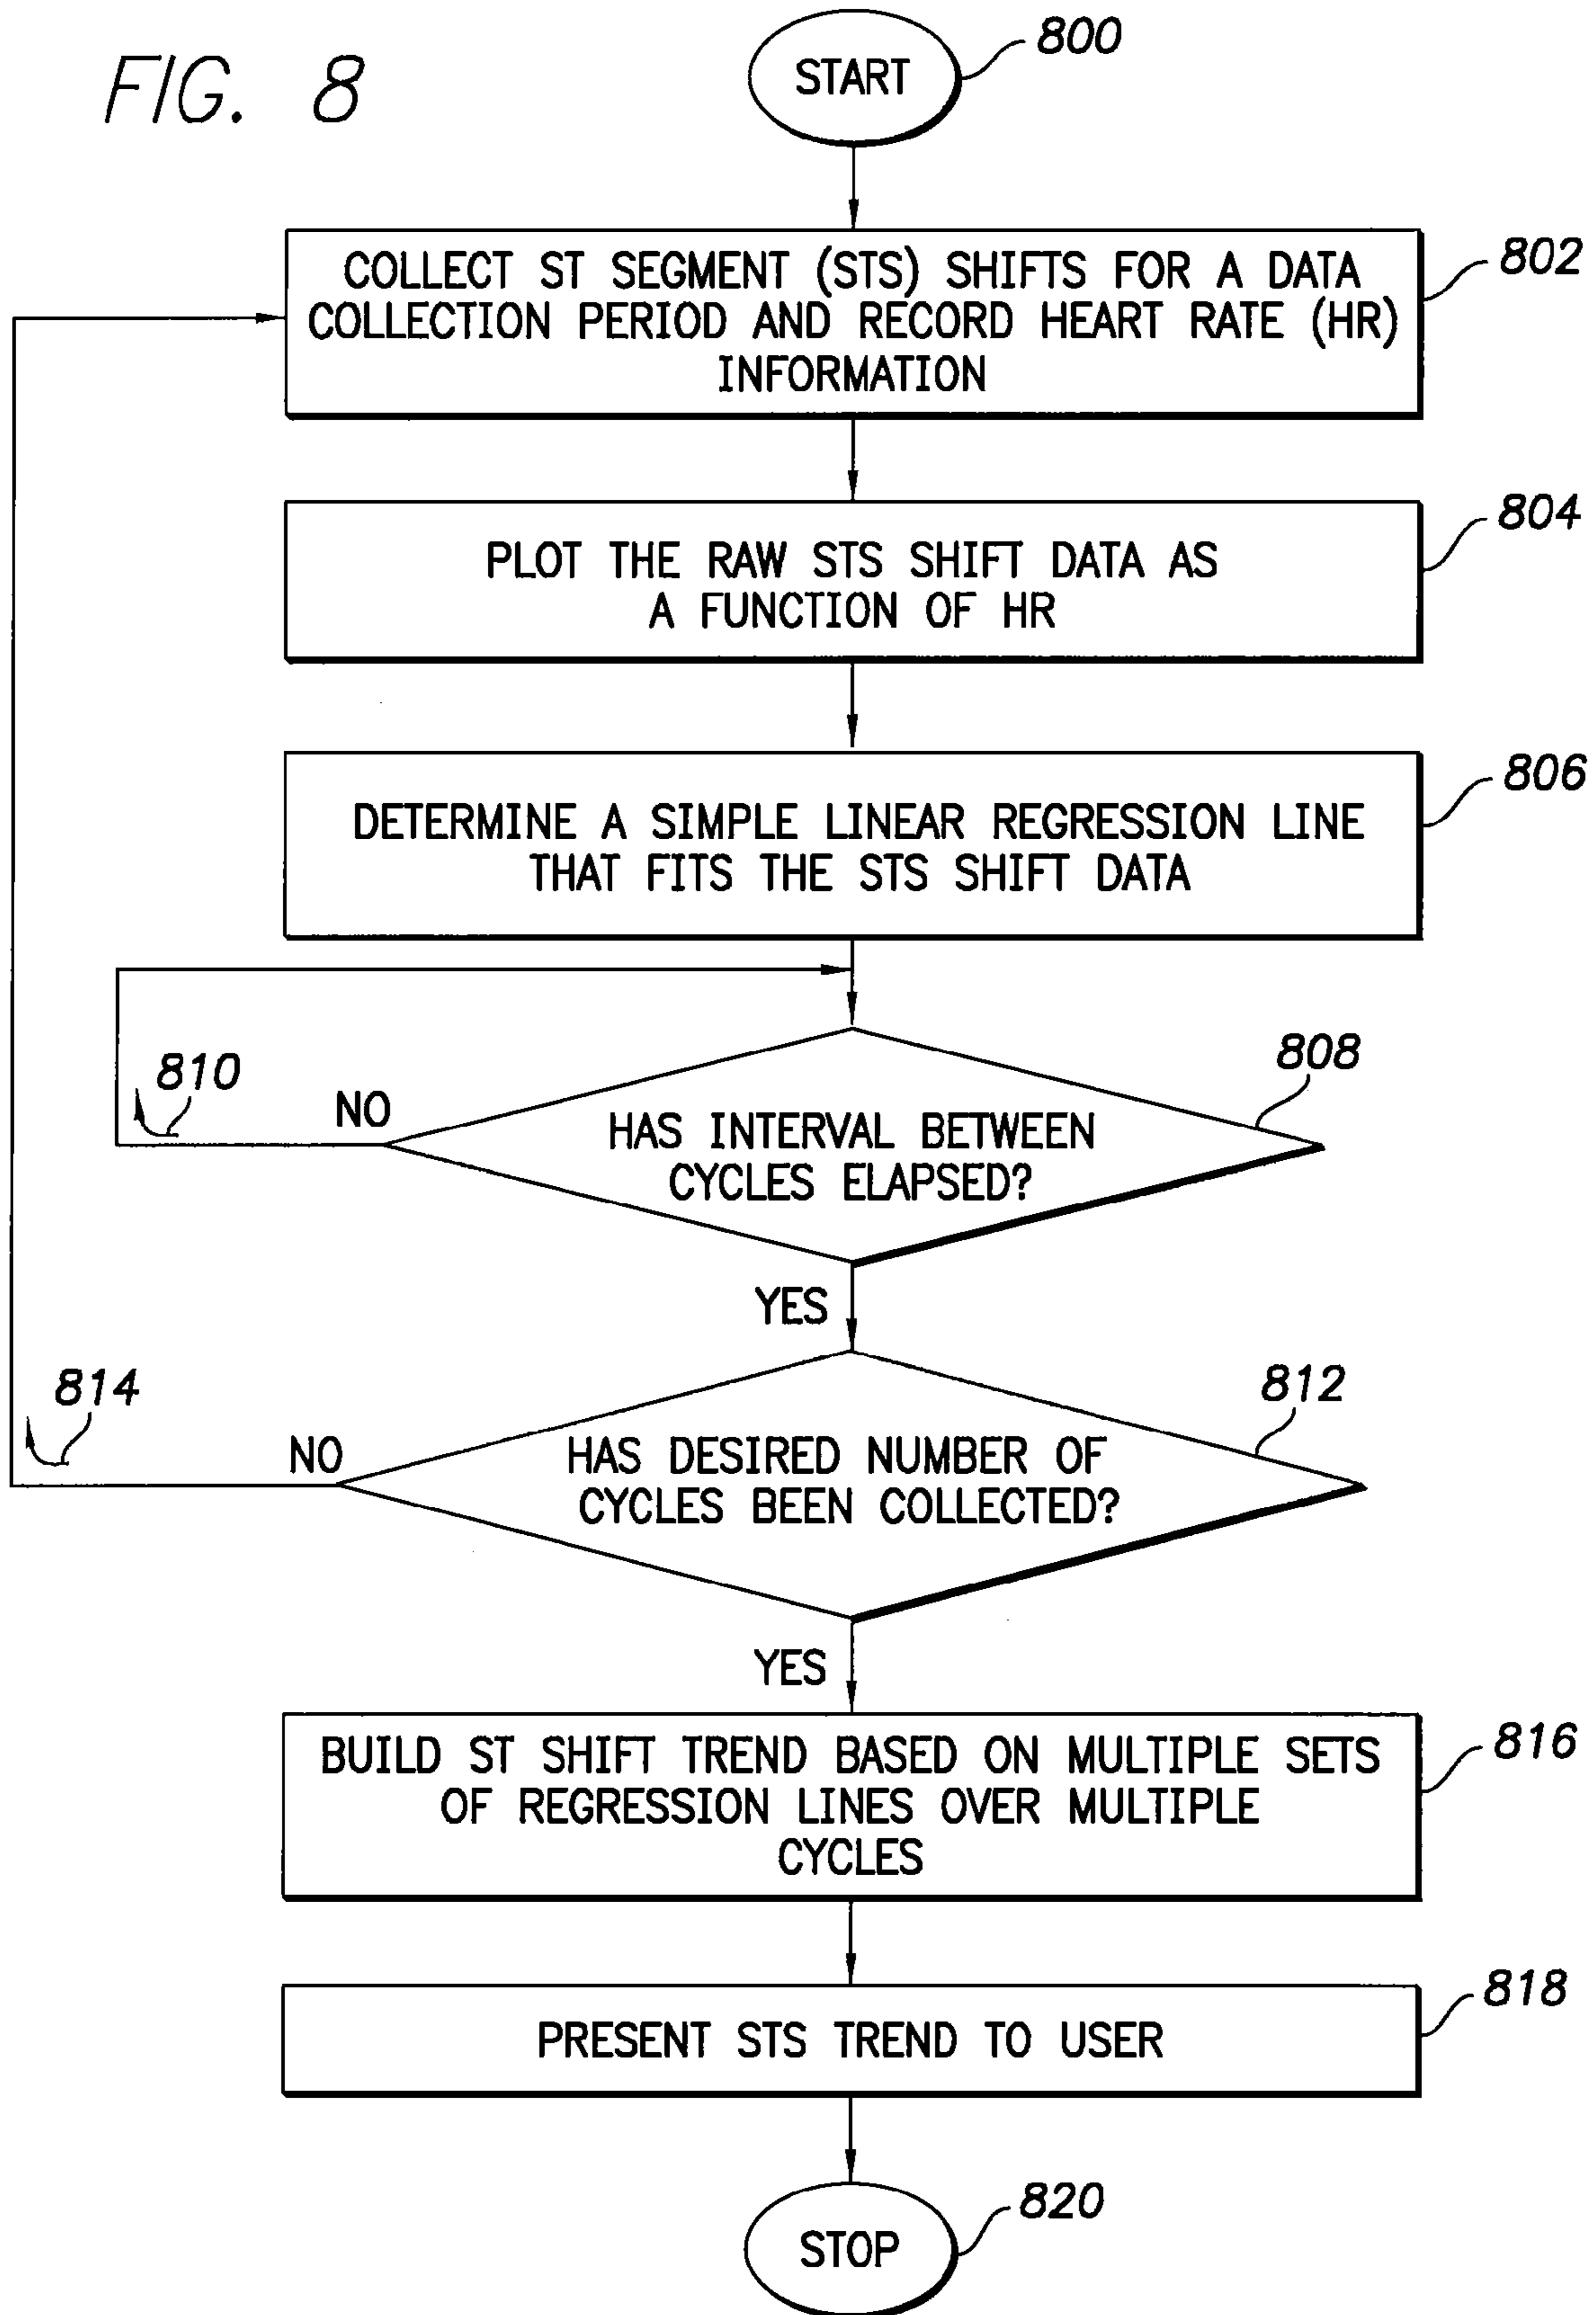 FIG. 8
START
800
COLLECT ST SEGMENT (STS) SHIFTS FOR A DATA
COLLECTION PERIOD AND RECORD HEART RATE (HR)
INFORMATION
802
PLOT THE RAW STS SHIFT DATA AS
A FUNCTION OF HR
804
DETERMINE A SIMPLE LINEAR REGRESSION LINE
THAT FITS THE STS SHIFT DATA
806
808
810
NO
HAS INTERVAL BETWEEN
CYCLES ELAPSED?
YES
812
814
NO
HAS DESIRED NUMBER OF
CYCLES BEEN COLLECTED?
YES
BUILD ST SHIFT TREND BASED ON MULTIPLE SETS
OF REGRESSION LINES OVER MULTIPLE
CYCLES
816
PRESENT STS TREND TO USER
818
STOP
820